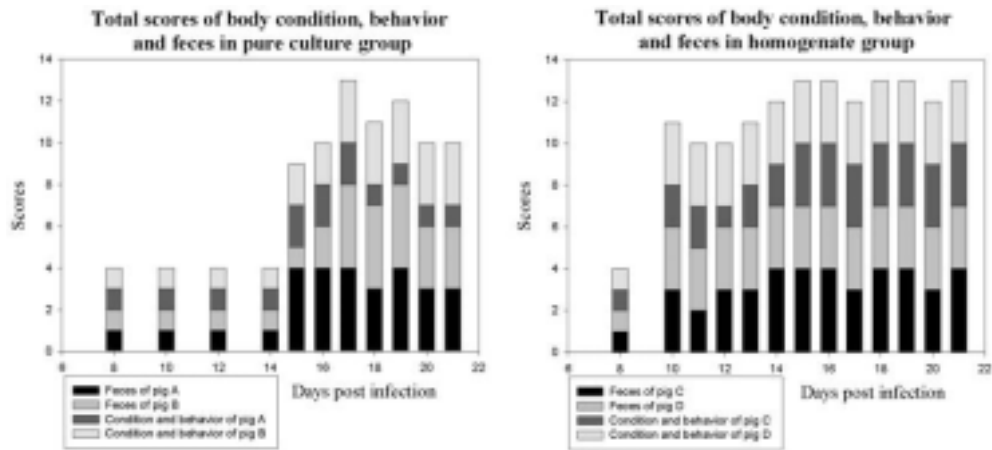 Total scores of body condition, behavior
and feces in pure culture group
14
12
10
8
6
4
2
0
Scores
6 8 10 12 14 16 18 20 22
Days post infection
Feces of pig A
Feces of pig B
Condition and behavior of pig A
Condition and behavior of pig B
Total scores of body condition, behavior
and feces in homogenate group
14
12
10
8
6
4
2
0
Scores
6 8 10 12 14 16 18 20 22
Days post infection
Feces of pig C
Feces of pig D
Condition and behavior of pig C
Condition and behavior of pig D